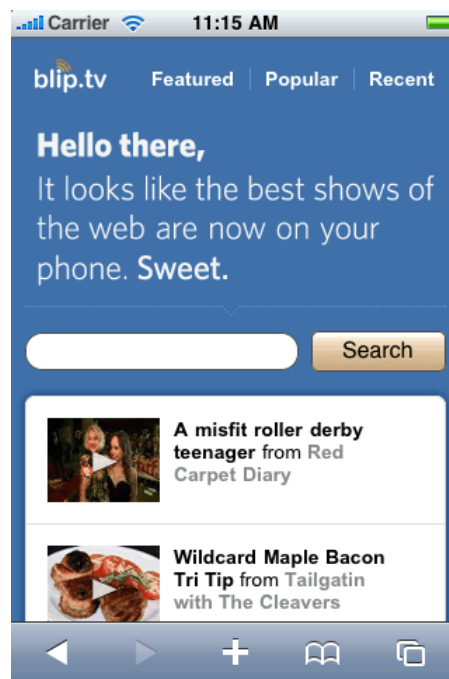 Carrier 11:15 AM
blip.tv Featured Popular Recent
Hello there,
It looks like the best shows of
the web are now on your
phone. Sweet.
Search
A misfit roller derby
teenager from Red
Carpet Diary
Wildcard Maple Bacon
Tri Tip from Tailgatin
with The Cleavers